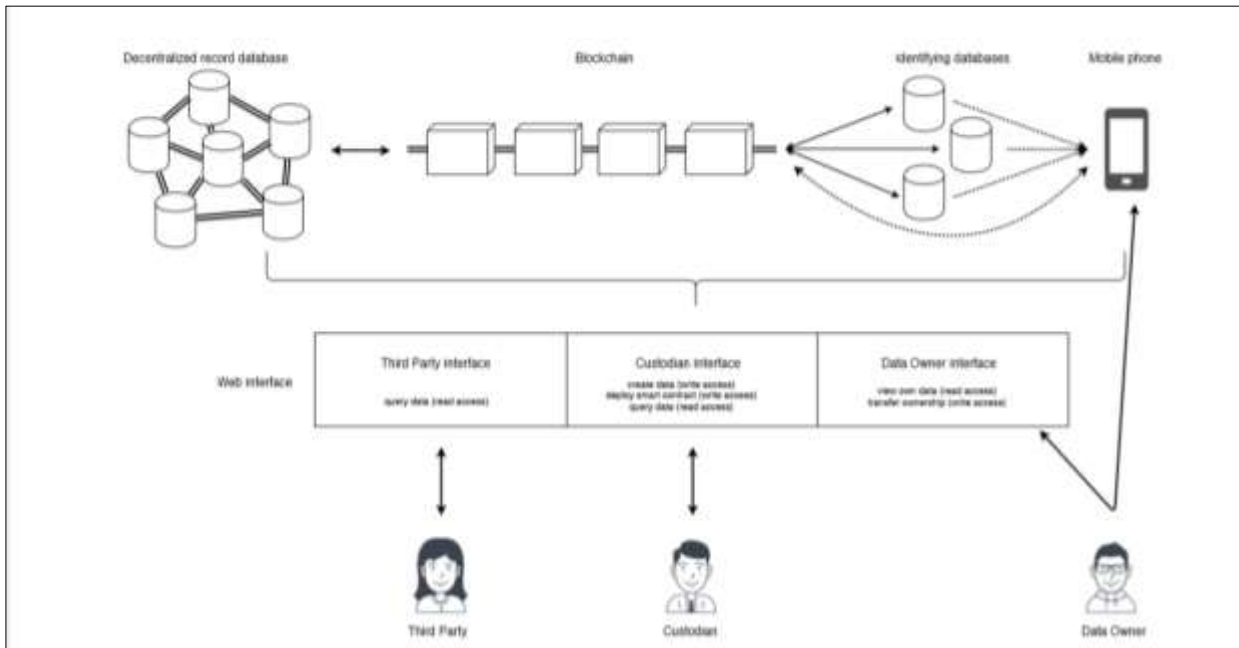 Decentralized record database
Blockchain
Identifying databases
Mobile phone
Web interface
Third Party interface
query data (read access)
Custodian interface
create data (write access)
deploy smart contract (write access)
query data (read access)
Data Owner interface
view own data (read access)
transfer ownership (write access)
Third Party
Custodian
Data Owner